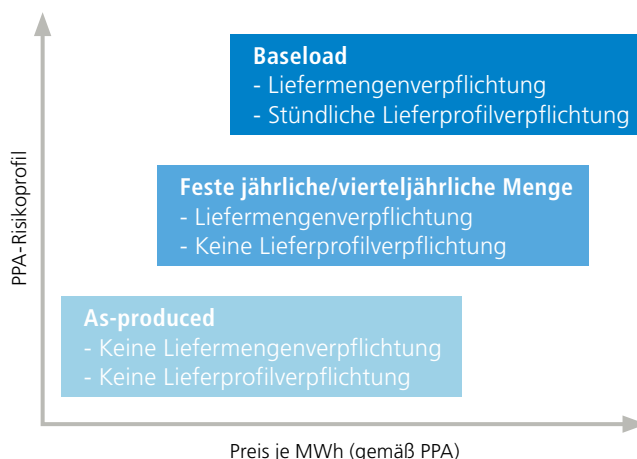 PPA-Risikoprofil
Baseload
- Liefermengenverpflichtung
- Stündliche Lieferprofilverpflichtung
Feste jährliche/vierteljährliche Menge
- Liefermengenverpflichtung
- Keine Lieferprofilverpflichtung
As-produced
- Keine Liefermengenverpflichtung
- Keine Lieferprofilverpflichtung
Preis je MWh (gemäß PPA)